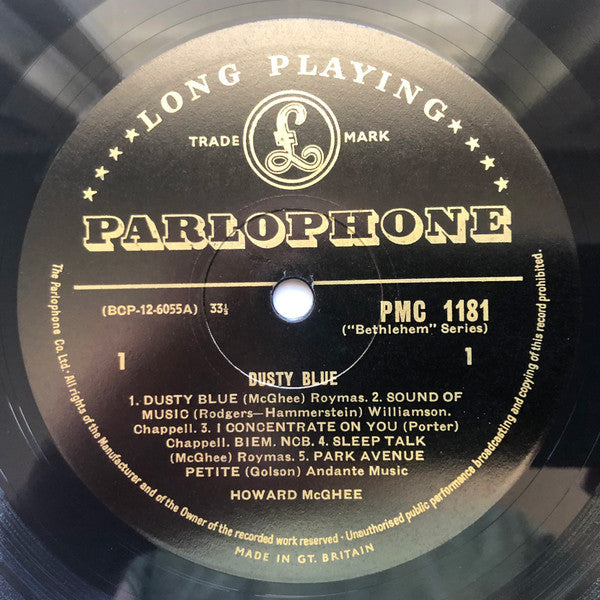 LONG PLAYING
TRADE MARK
£
PARLOPHONE
(BCP-12-6055A) 33⅓
PMC 1181
("Bethlehem" Series)
1
1
DUSTY BLUE
1. DUSTY BLUE (McGhee) Roymas. 2. SOUND OF
MUSIC (Rodgers—Hammerstein) Williamson.
Chappell. 3. I CONCENTRATE ON YOU (Porter)
Chappell. BIEM. NCB. 4. SLEEP TALK
(McGhee) Roymas. 5. PARK AVENUE
PETITE (Golson) Andante Music
HOWARD McGHEE
The Parlophone Co. Ltd. · All rights of the Manufacturer and of the Owner of the recorded work reserved · Unauthorised public performance broadcasting and copying of this record prohibited.
MADE IN GT. BRITAIN